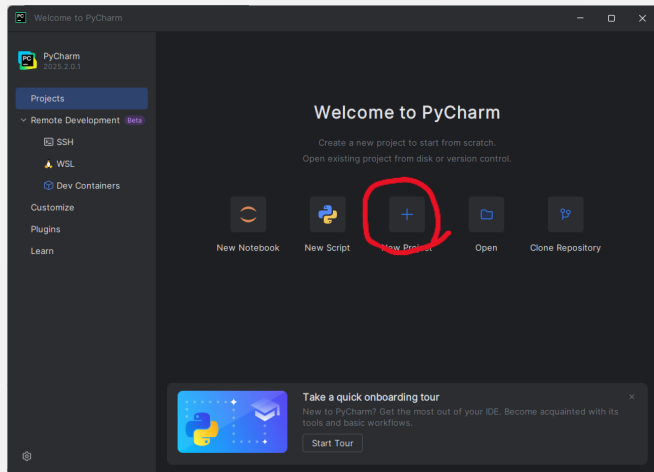 Welcome to PyCharm
PC
PyCharm
2025.2.0.1
Projects
Remote Development Beta
SSH
WSL
Dev Containers
Customize
Plugins
Learn
Welcome to PyCharm
Create a new project to start from scratch.
Open existing project from disk or version control.
New Notebook
New Script
New Project
Open
Clone Repository
Take a quick onboarding tour
New to PyCharm? Get the most out of your IDE. Become acquainted with its
tools and basic workflows.
Start Tour